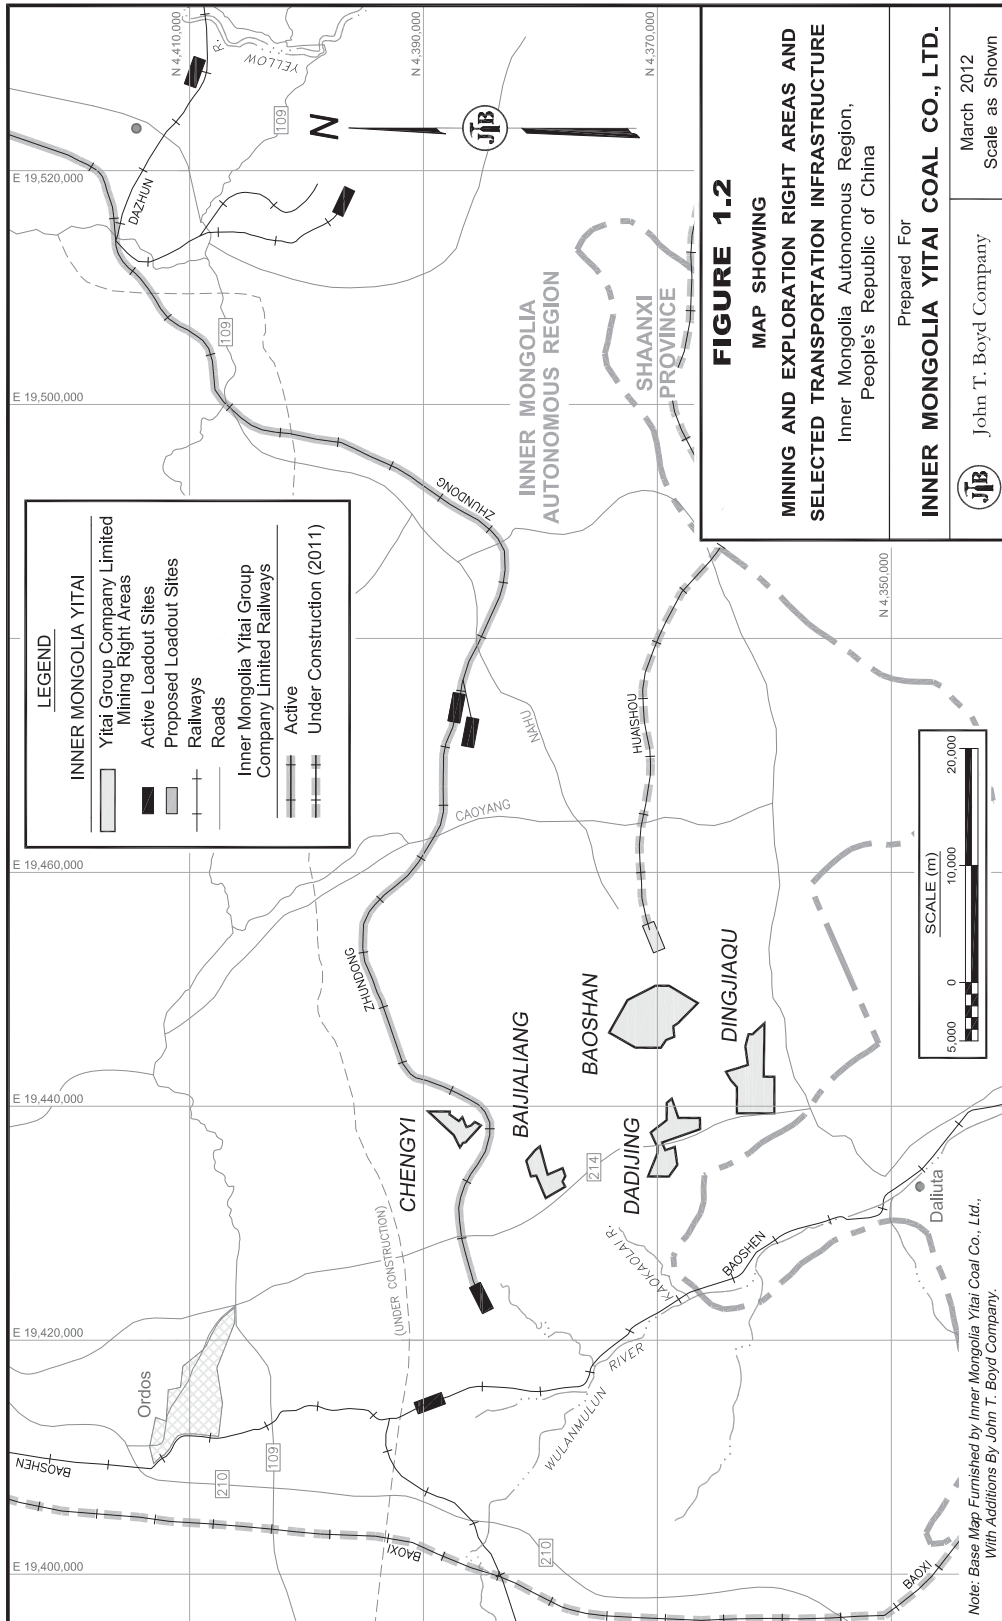 LEGEND
INNER MONGOLIA YITAI
Yitai Group Company Limited
Mining Right Areas
Active Loadout Sites
Proposed Loadout Sites
Railways
Roads
Inner Mongolia Yitai Group
Company Limited Railways
Active
Under Construction (2011)
N 4,410,000
N 4,390,000
N 4,370,000
N 4,350,000
E 19,520,000
E 19,500,000
E 19,460,000
E 19,440,000
E 19,420,000
E 19,400,000
YELLOW
R.
109
N
JTB
DAZHUN
109
INNER MONGOLIA
AUTONOMOUS REGION
SHAANXI
PROVINCE
ZHUNDONG
NAHU
HUAISHOU
CAOYANG
ZHUNDONG
CHENGYI
BAIJIALIANG
BAOSHAN
DINGJIAQU
DADIJING
214
(UNDER CONSTRUCTION)
KAOKAOLAI R.
BAOSHEN
Daliuta
Ordos
WULANMULUN RIVER
BAOSHEN
210
109
BAOXI
210
BAOXI
SCALE (m)
5,000
0
10,000
20,000
FIGURE 1.2
MAP SHOWING
MINING AND EXPLORATION RIGHT AREAS AND
SELECTED TRANSPORTATION INFRASTRUCTURE
Inner Mongolia Autonomous Region,
People's Republic of China
Prepared For
INNER MONGOLIA YITAI COAL CO., LTD.
JTB
John T. Boyd Company
March 2012
Scale as Shown
Note: Base Map Furnished by Inner Mongolia Yitai Coal Co., Ltd.,
With Additions By John T. Boyd Company.